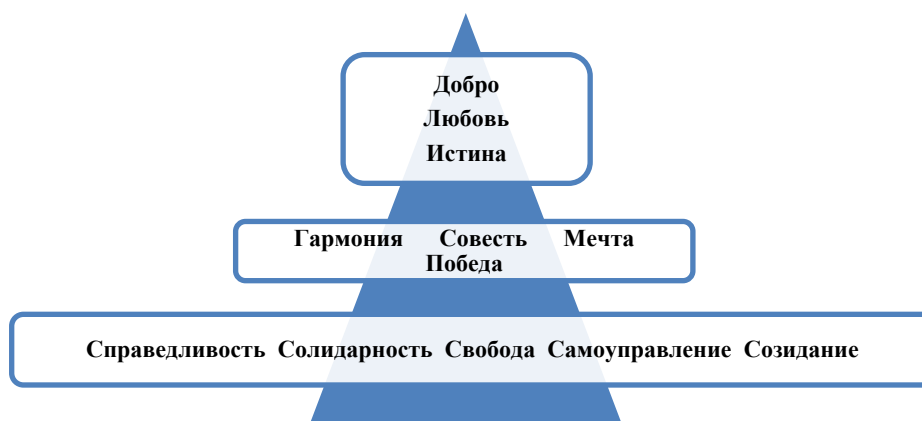 Добро
Любовь
Истина
Гармония Совесть Мечта
Победа
Справедливость Солидарность Свобода Самоуправление Созидание